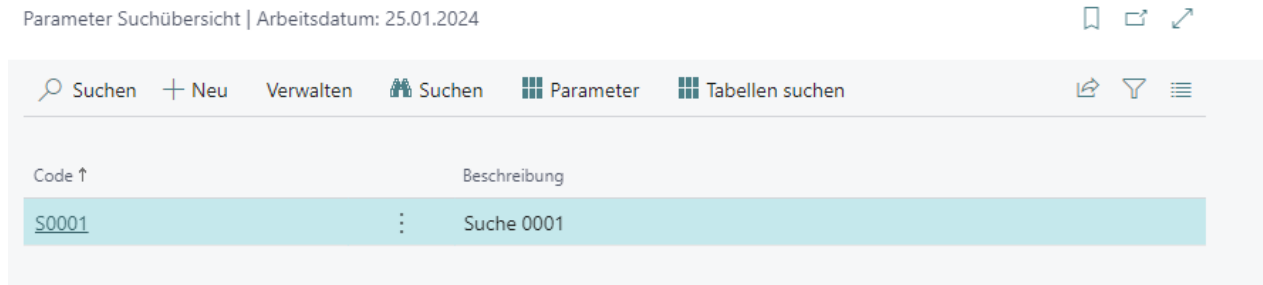 Parameter Suchübersicht | Arbeitsdatum: 25.01.2024
Suchen Neu Verwalten Suchen Parameter Tabellen suchen
Code ↑ Beschreibung
S0001 Suche 0001